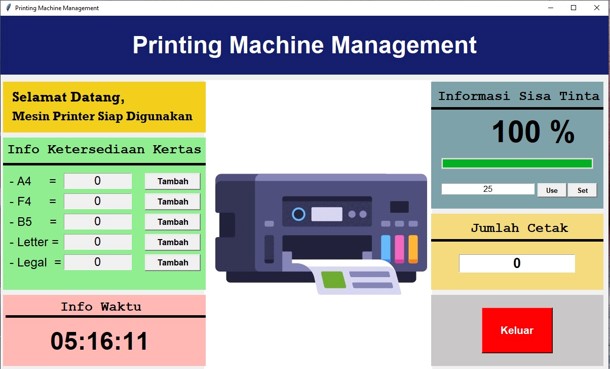 Printing Machine Management
Printing Machine Management
Selamat Datang,
Mesin Printer Siap Digunakan
Info Ketersediaan Kertas
- A4 = 0 Tambah
- F4 = 0 Tambah
- B5 = 0 Tambah
- Letter = 0 Tambah
- Legal = 0 Tambah
Info Waktu
05:16:11
Informasi Sisa Tinta
100 %
25 Use Set
Jumlah Cetak
0
Keluar